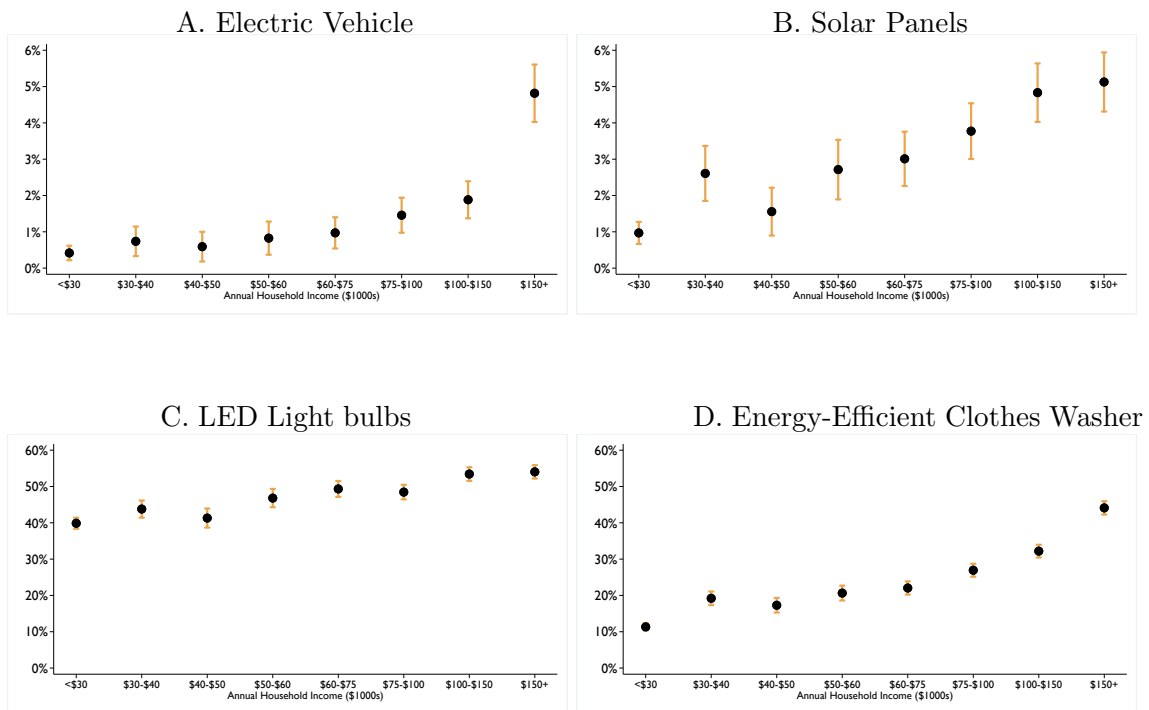 A. Electric Vehicle
6%
5%
4%
3%
2%
1%
0%
<$30 $30-$40 $40-$50 $50-$60 $60-$75 $75-$100 $100-$150 $150+
Annual Household Income ($1000s)
B. Solar Panels
6%
5%
4%
3%
2%
1%
0%
<$30 $30-$40 $40-$50 $50-$60 $60-$75 $75-$100 $100-$150 $150+
Annual Household Income ($1000s)
C. LED Light bulbs
60%
50%
40%
30%
20%
10%
0%
<$30 $30-$40 $40-$50 $50-$60 $60-$75 $75-$100 $100-$150 $150+
Annual Household Income ($1000s)
D. Energy-Efficient Clothes Washer
60%
50%
40%
30%
20%
10%
0%
<$30 $30-$40 $40-$50 $50-$60 $60-$75 $75-$100 $100-$150 $150+
Annual Household Income ($1000s)